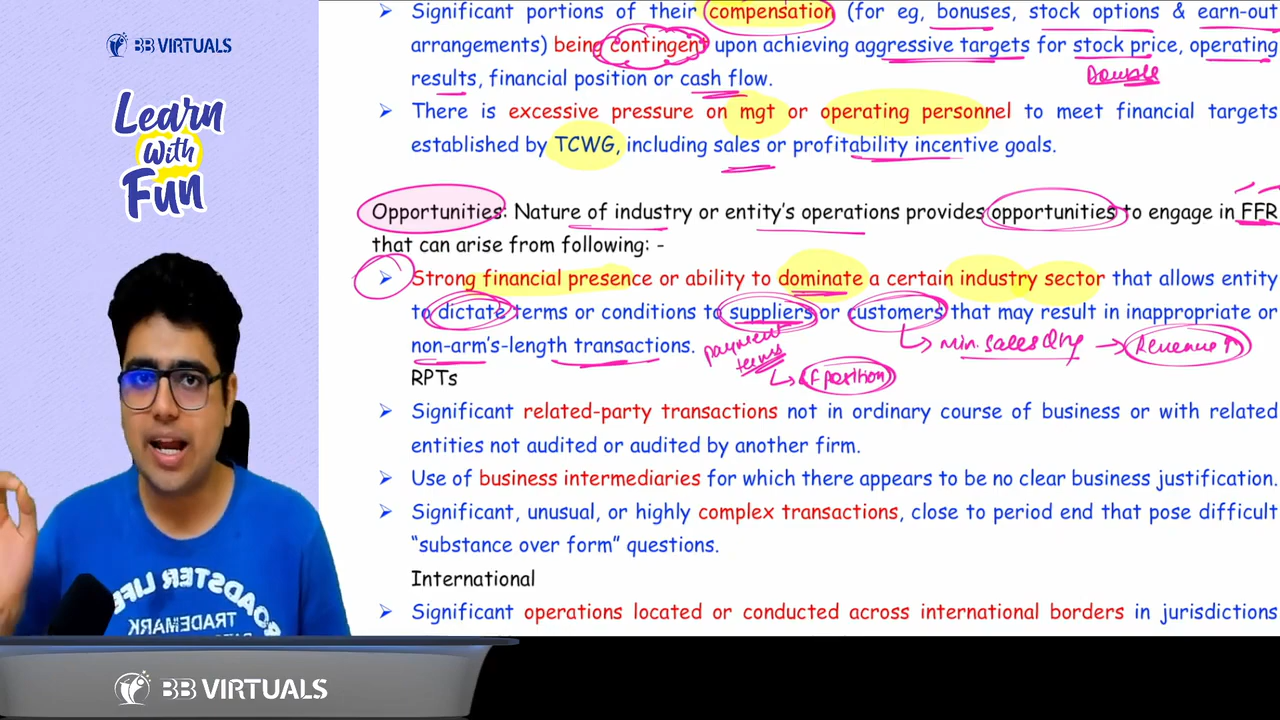 BB VIRTUALS
Learn
With
Fun
Significant portions of their compensation (for eg, bonuses, stock options & earn-out
arrangements) being contingent upon achieving aggressive targets for stock price, operating
results, financial position or cash flow.
Double
There is excessive pressure on mgt or operating personnel to meet financial targets
established by TCWG, including sales or profitability incentive goals.
Opportunities: Nature of industry or entity's operations provides opportunities to engage in FFR
that can arise from following: -
Strong financial presence or ability to dominate a certain industry sector that allows entity
to dictate terms or conditions to suppliers or customers that may result in inappropriate or
non-arm's-length transactions.
payment
terms
min. sales Qty
Revenue ↑
F position
RPTs
Significant related-party transactions not in ordinary course of business or with related
entities not audited or audited by another firm.
Use of business intermediaries for which there appears to be no clear business justification.
Significant, unusual, or highly complex transactions, close to period end that pose difficult
"substance over form" questions.
International
Significant operations located or conducted across international borders in jurisdictions
ROADSTER LIFE
TRADEMARK
BB VIRTUALS